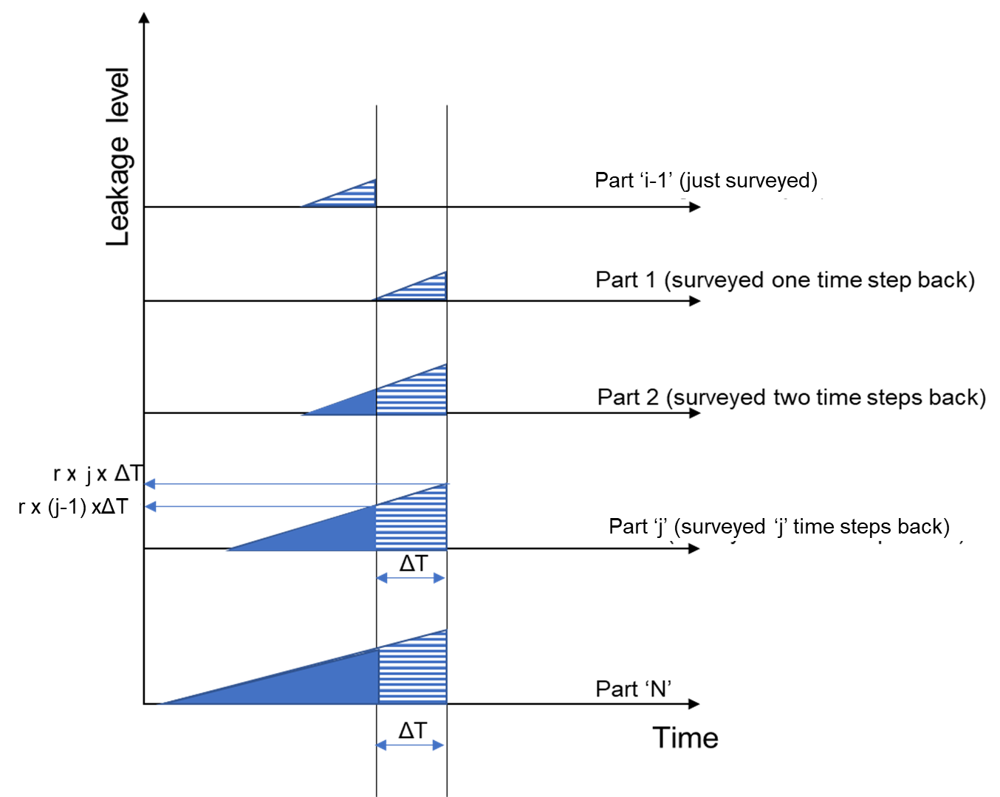 Leakage level
Part ‘i-1’ (just surveyed)
Part 1 (surveyed one time step back)
Part 2 (surveyed two time steps back)
r x j x ΔT
r x (j-1) xΔT
Part ‘j’ (surveyed ‘j’ time steps back)
ΔT
Part ‘N’
ΔT
Time